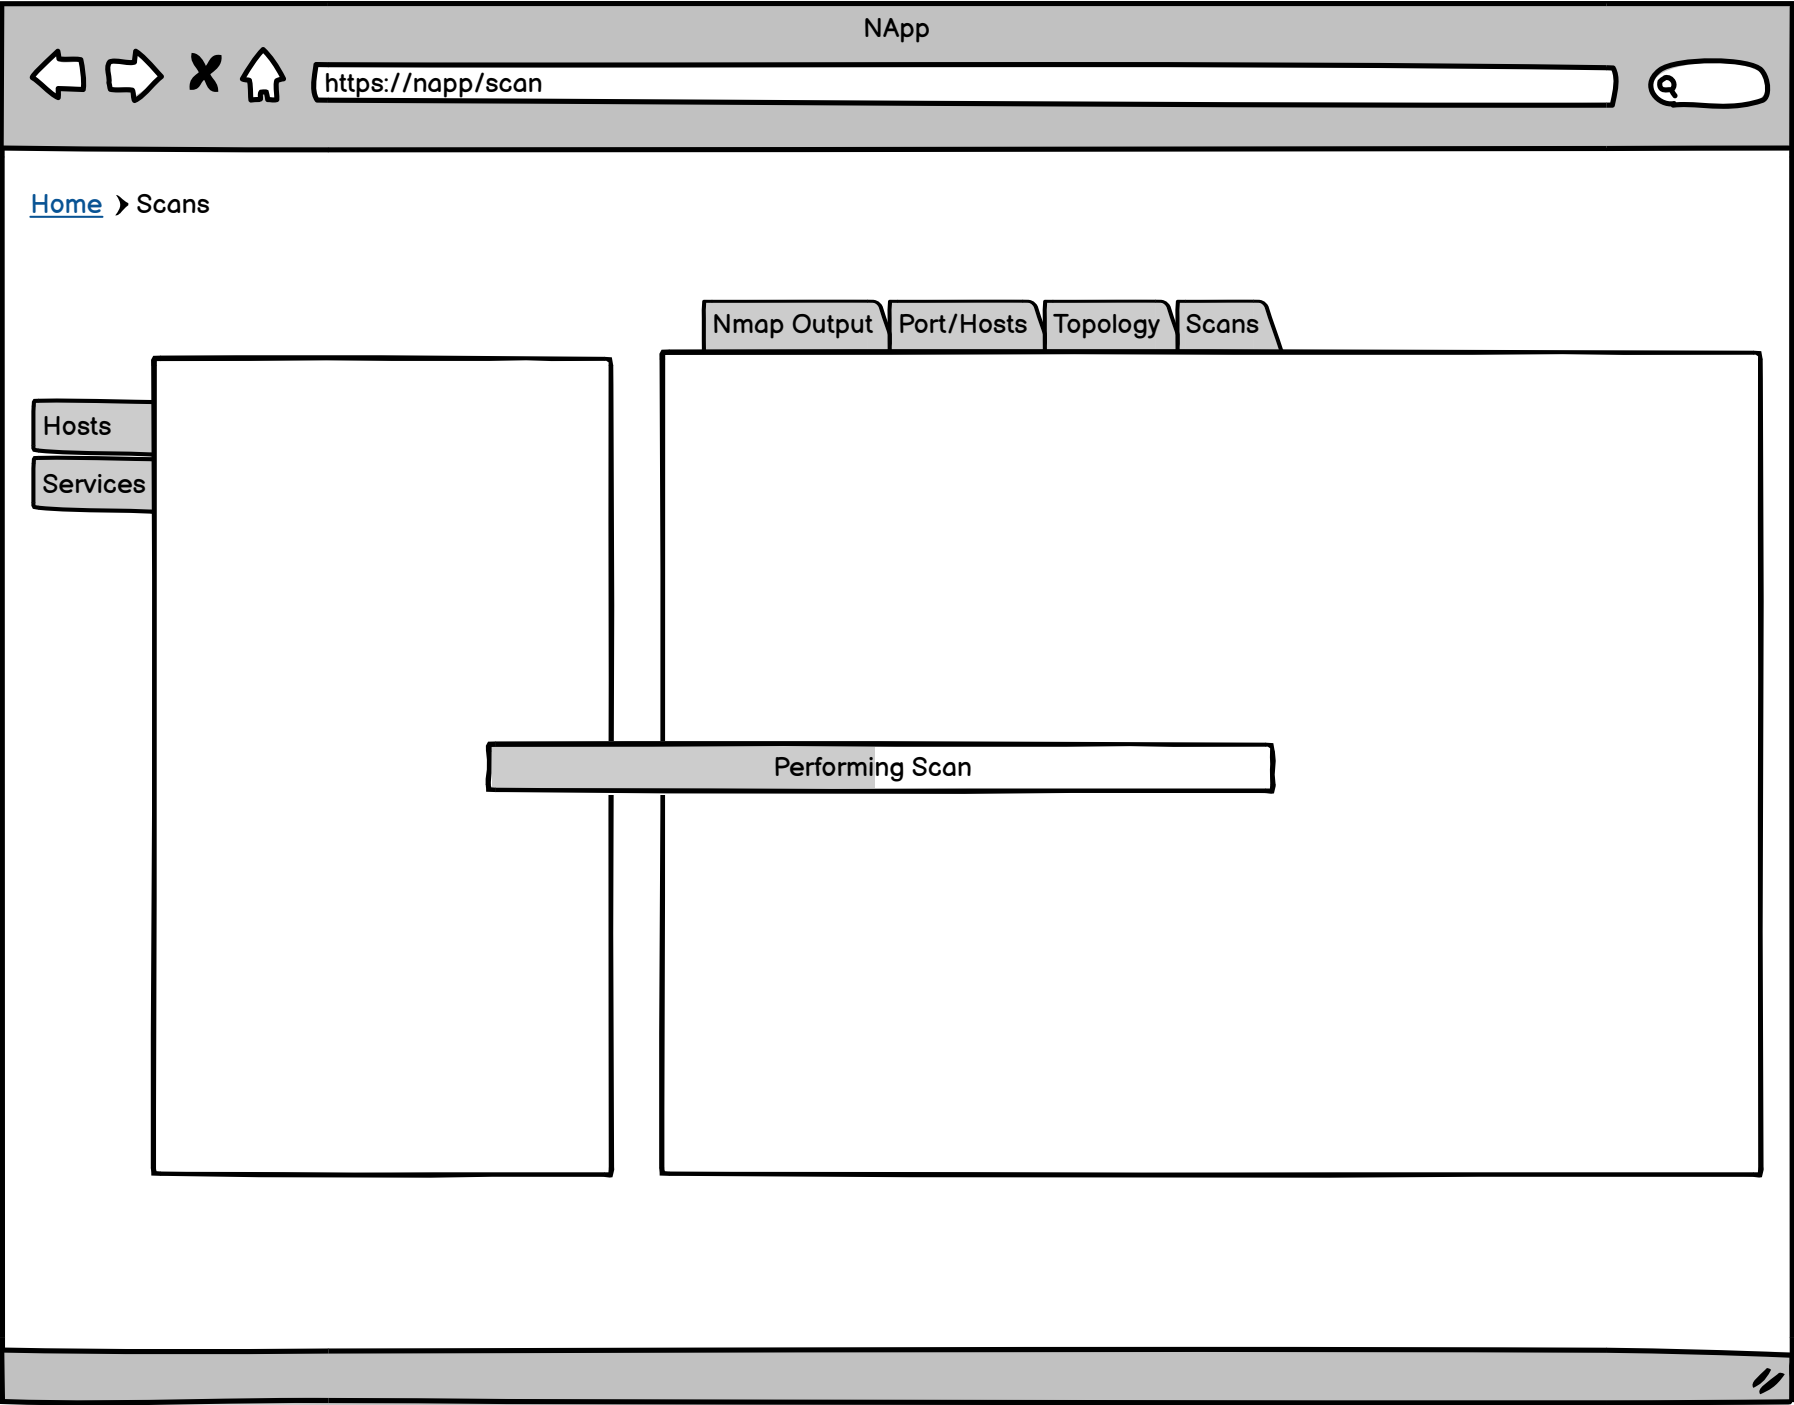 NApp
https://napp/scan
Home Scans
Nmap Output Port/Hosts Topology Scans
Hosts
Services
Performing Scan